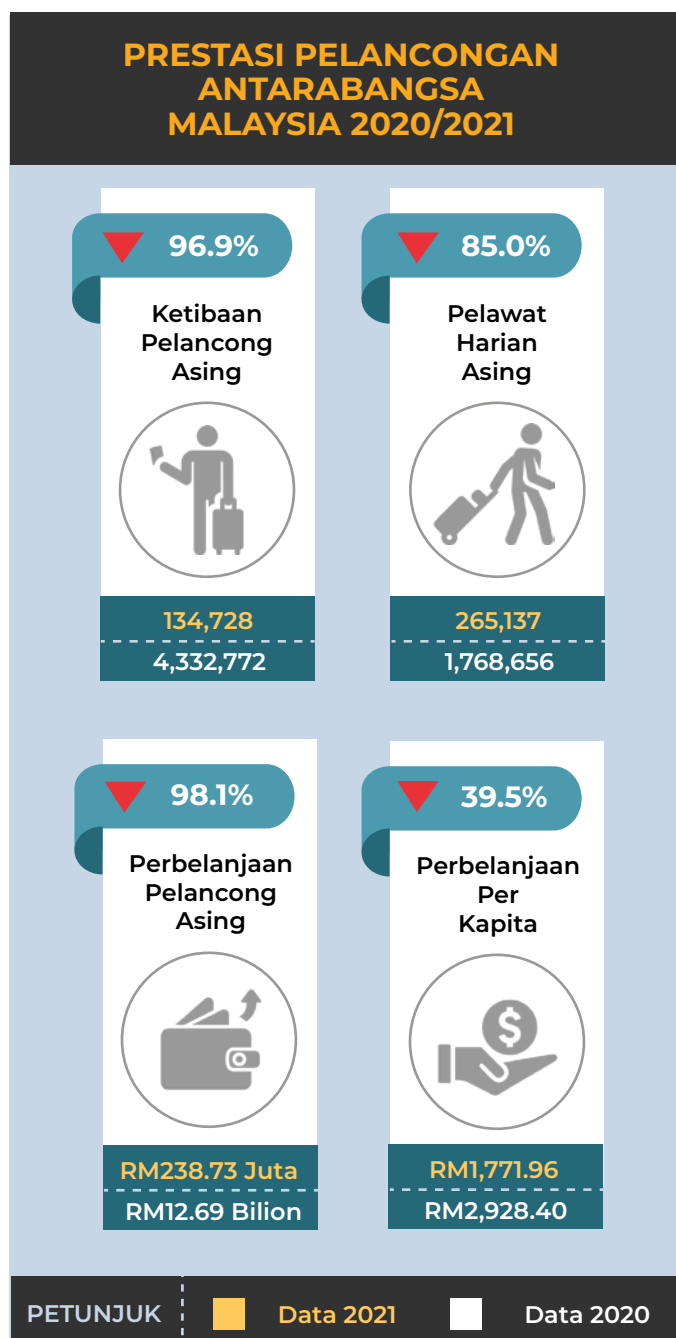 PRESTASI PELANCONGAN
ANTARABANGSA
MALAYSIA 2020/2021
96.9%
Ketibaan
Pelancong
Asing
134,728
4,332,772
85.0%
Pelawat
Harian
Asing
265,137
1,768,656
98.1%
Perbelanjaan
Pelancong
Asing
RM238.73 Juta
RM12.69 Bilion
39.5%
Perbelanjaan
Per
Kapita
$
RM1,771.96
RM2,928.40
PETUNJUK
Data 2021
Data 2020